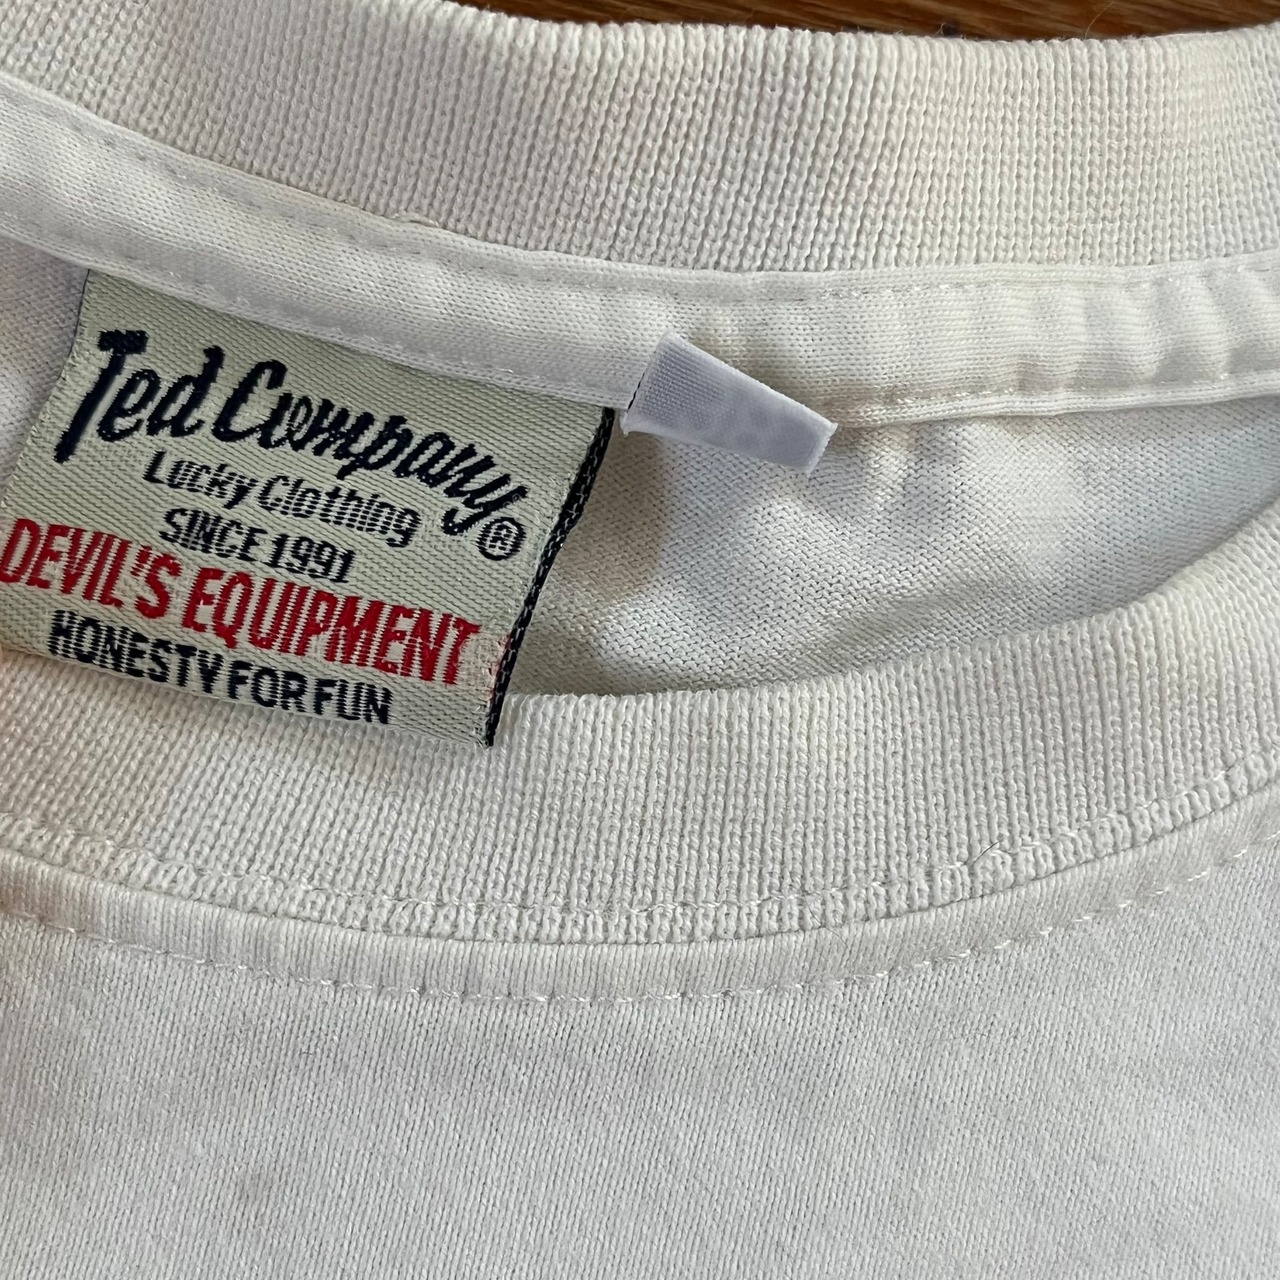 Ted Company®
Lucky Clothing
SINCE 1991
DEVIL'S EQUIPMENT
HONESTY FOR FUN